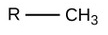 R — CH₃